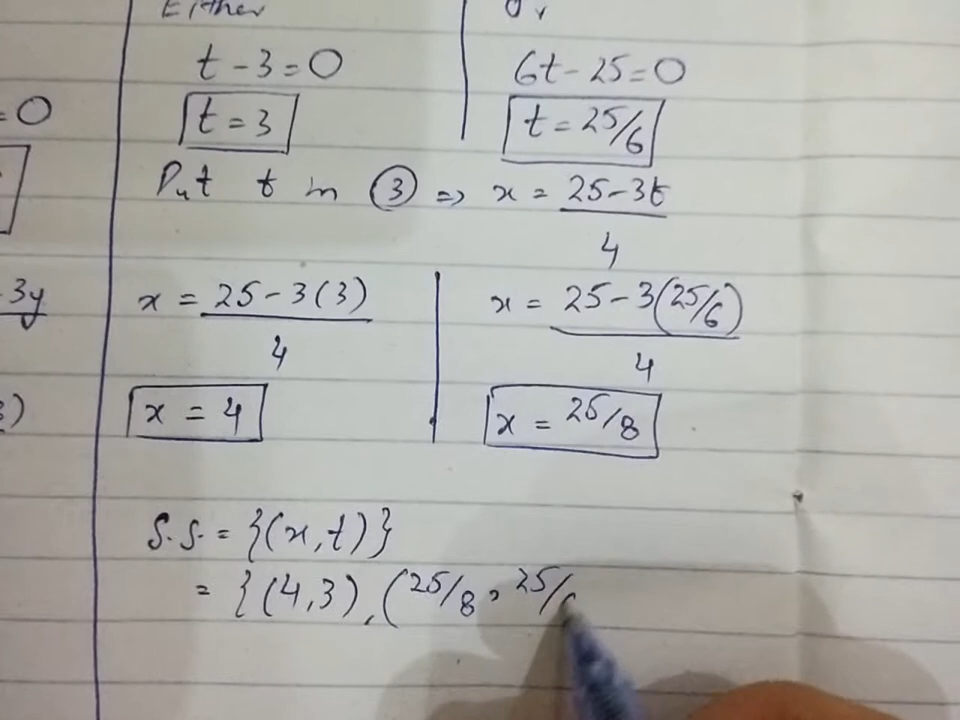 Either | Or
t - 3 = 0 | 6t - 25 = 0
= 0
t = 3 | t = 25/6
Put t in ③ => x = 25 - 3t / 4
3y
x = 25 - 3(3) / 4 | x = 25 - 3(25/6) / 4
)
x = 4 | x = 25/8
S.S. = {(x, t)}
= {(4, 3), (25/8, 25/